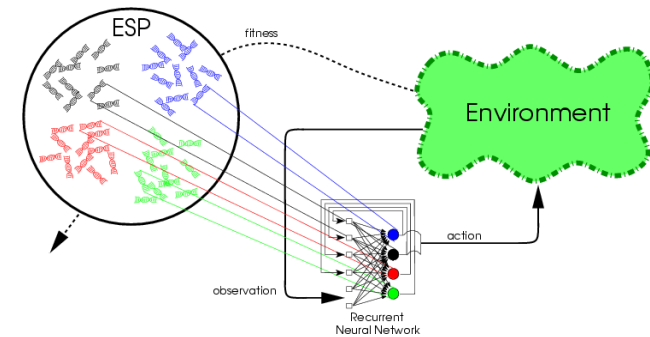 ESP
fitness
Environment
action
observation
Recurrent
Neural Network